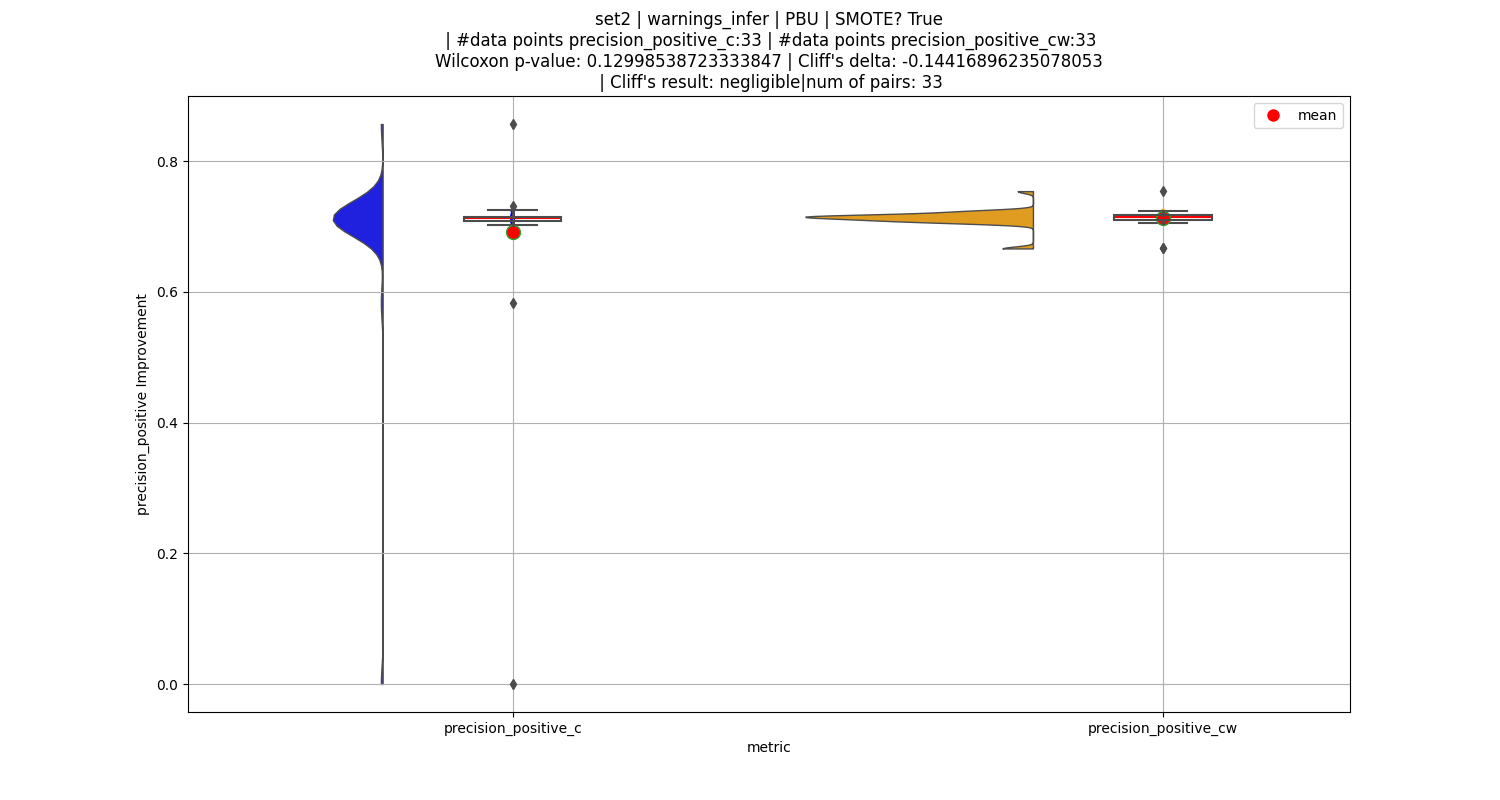 set2 | warnings_infer | PBU | SMOTE? True
| #data points precision_positive_c:33 | #data points precision_positive_cw:33
Wilcoxon p-value: 0.12998538723333847 | Cliff's delta: -0.14416896235078053
| Cliff's result: negligible|num of pairs: 33
mean
0.8
0.6
0.4
0.2
0.0
precision_positive Improvement
precision_positive_c
precision_positive_cw
metric